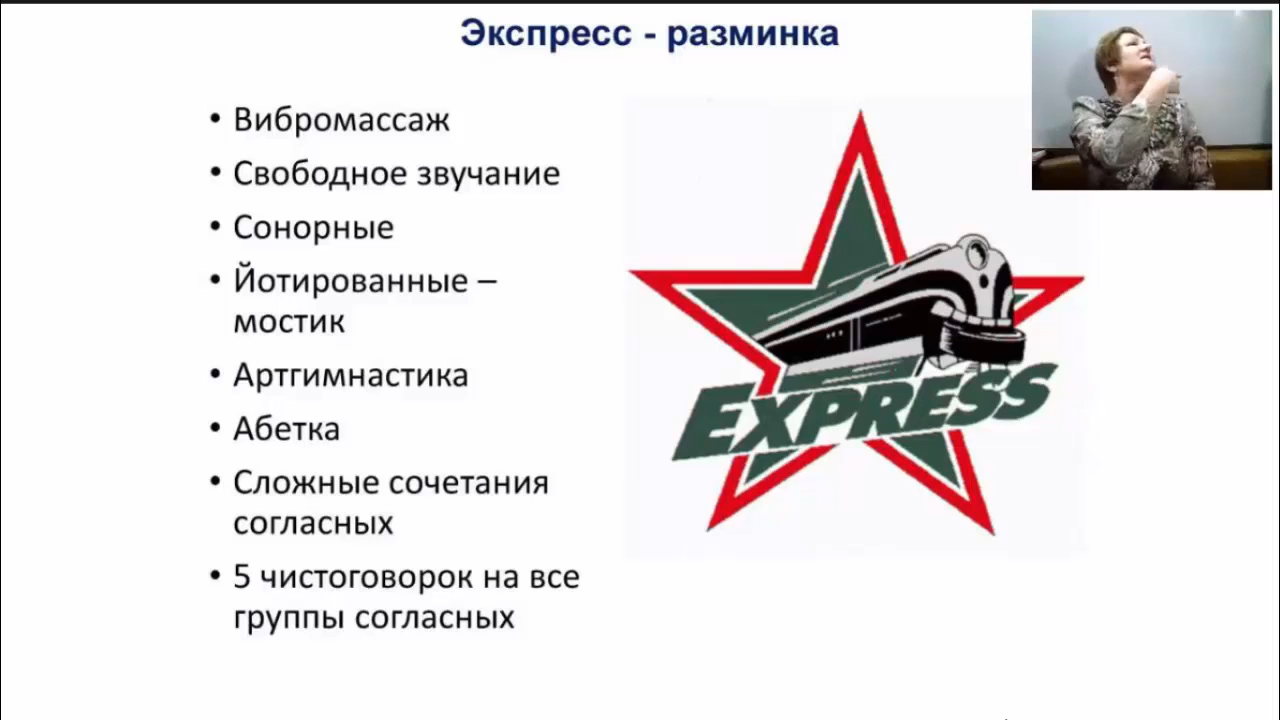 Экспресс - разминка
• Вибромассаж
• Свободное звучание
• Сонорные
• Йотированные –
мостик
• Артгимнастика
• Абетка
• Сложные сочетания
согласных
• 5 чистоговорок на все
группы согласных
EXPRESS